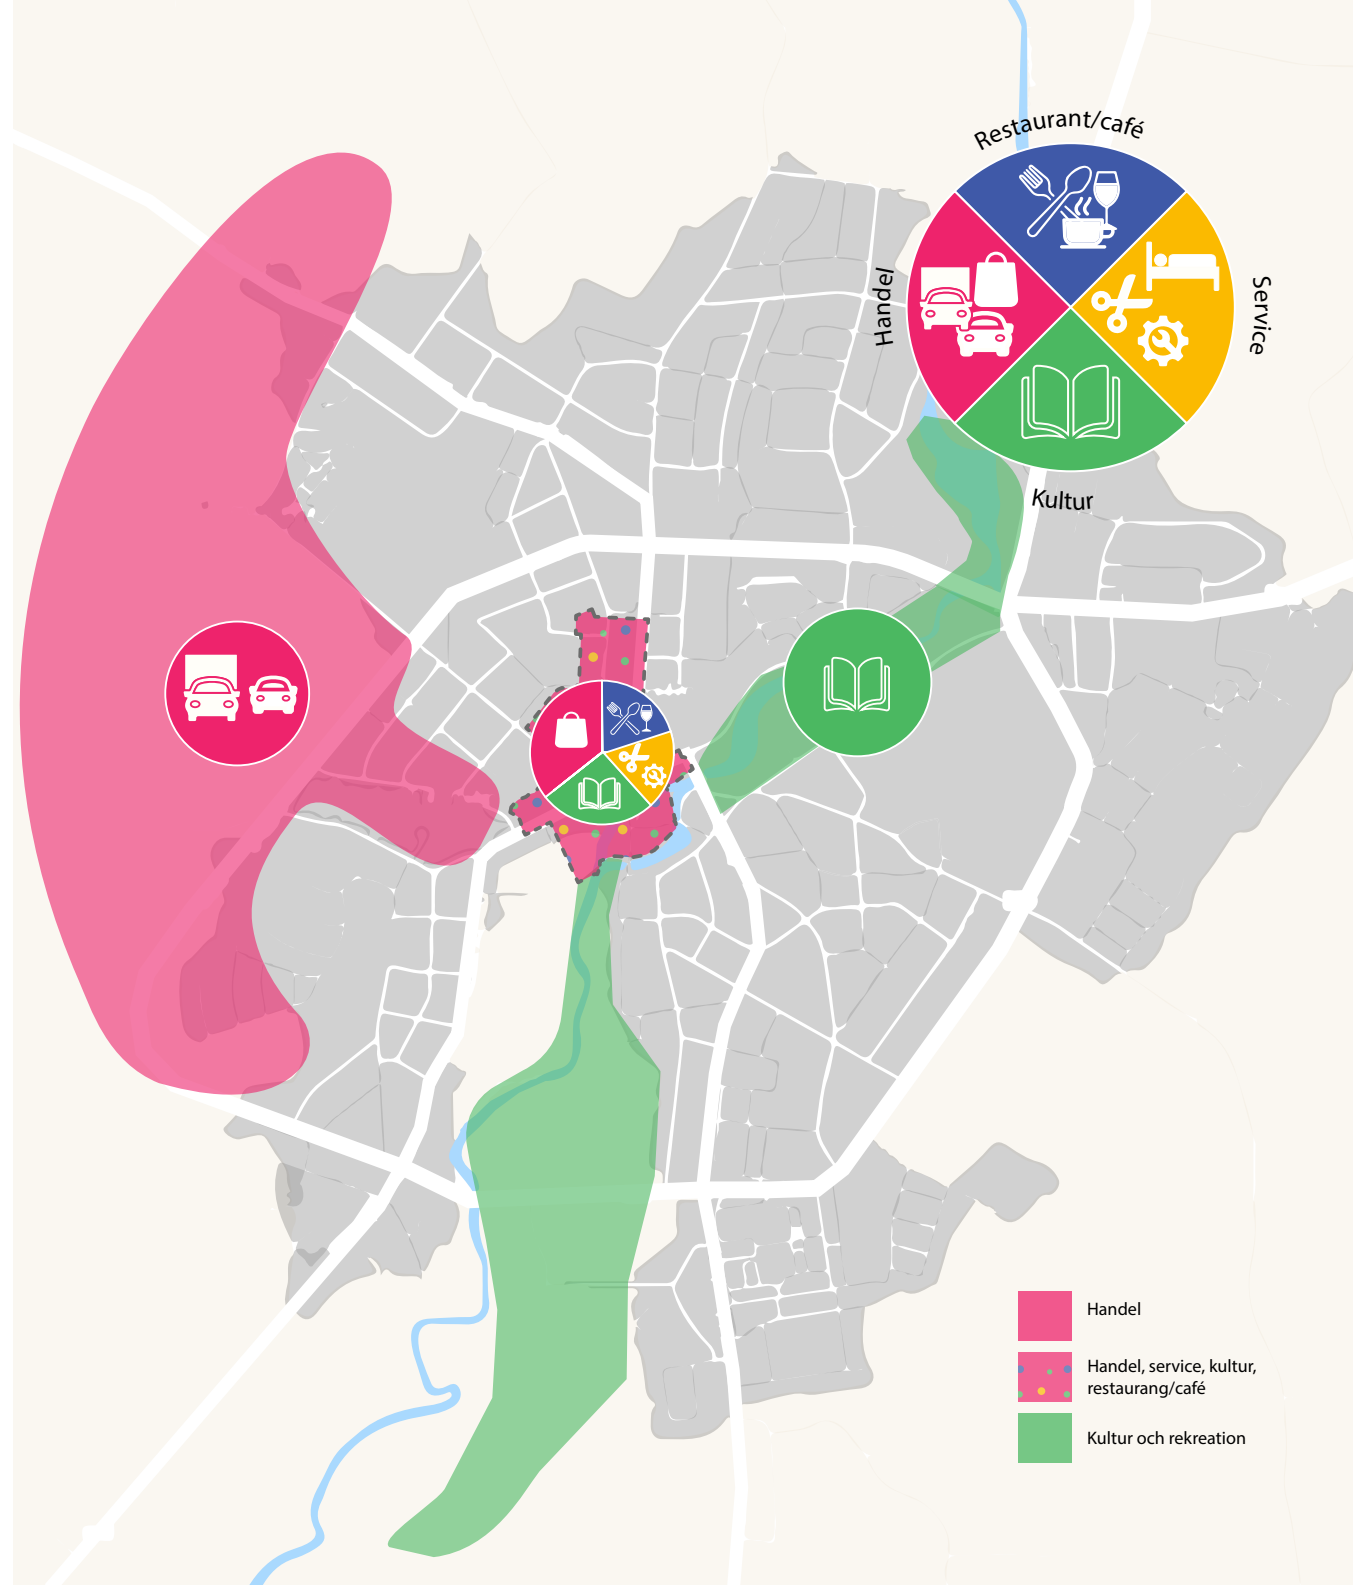 Restaurant/café
Handel
Service
Kultur
Handel
Handel, service, kultur,
restaurang/café
Kultur och rekreation